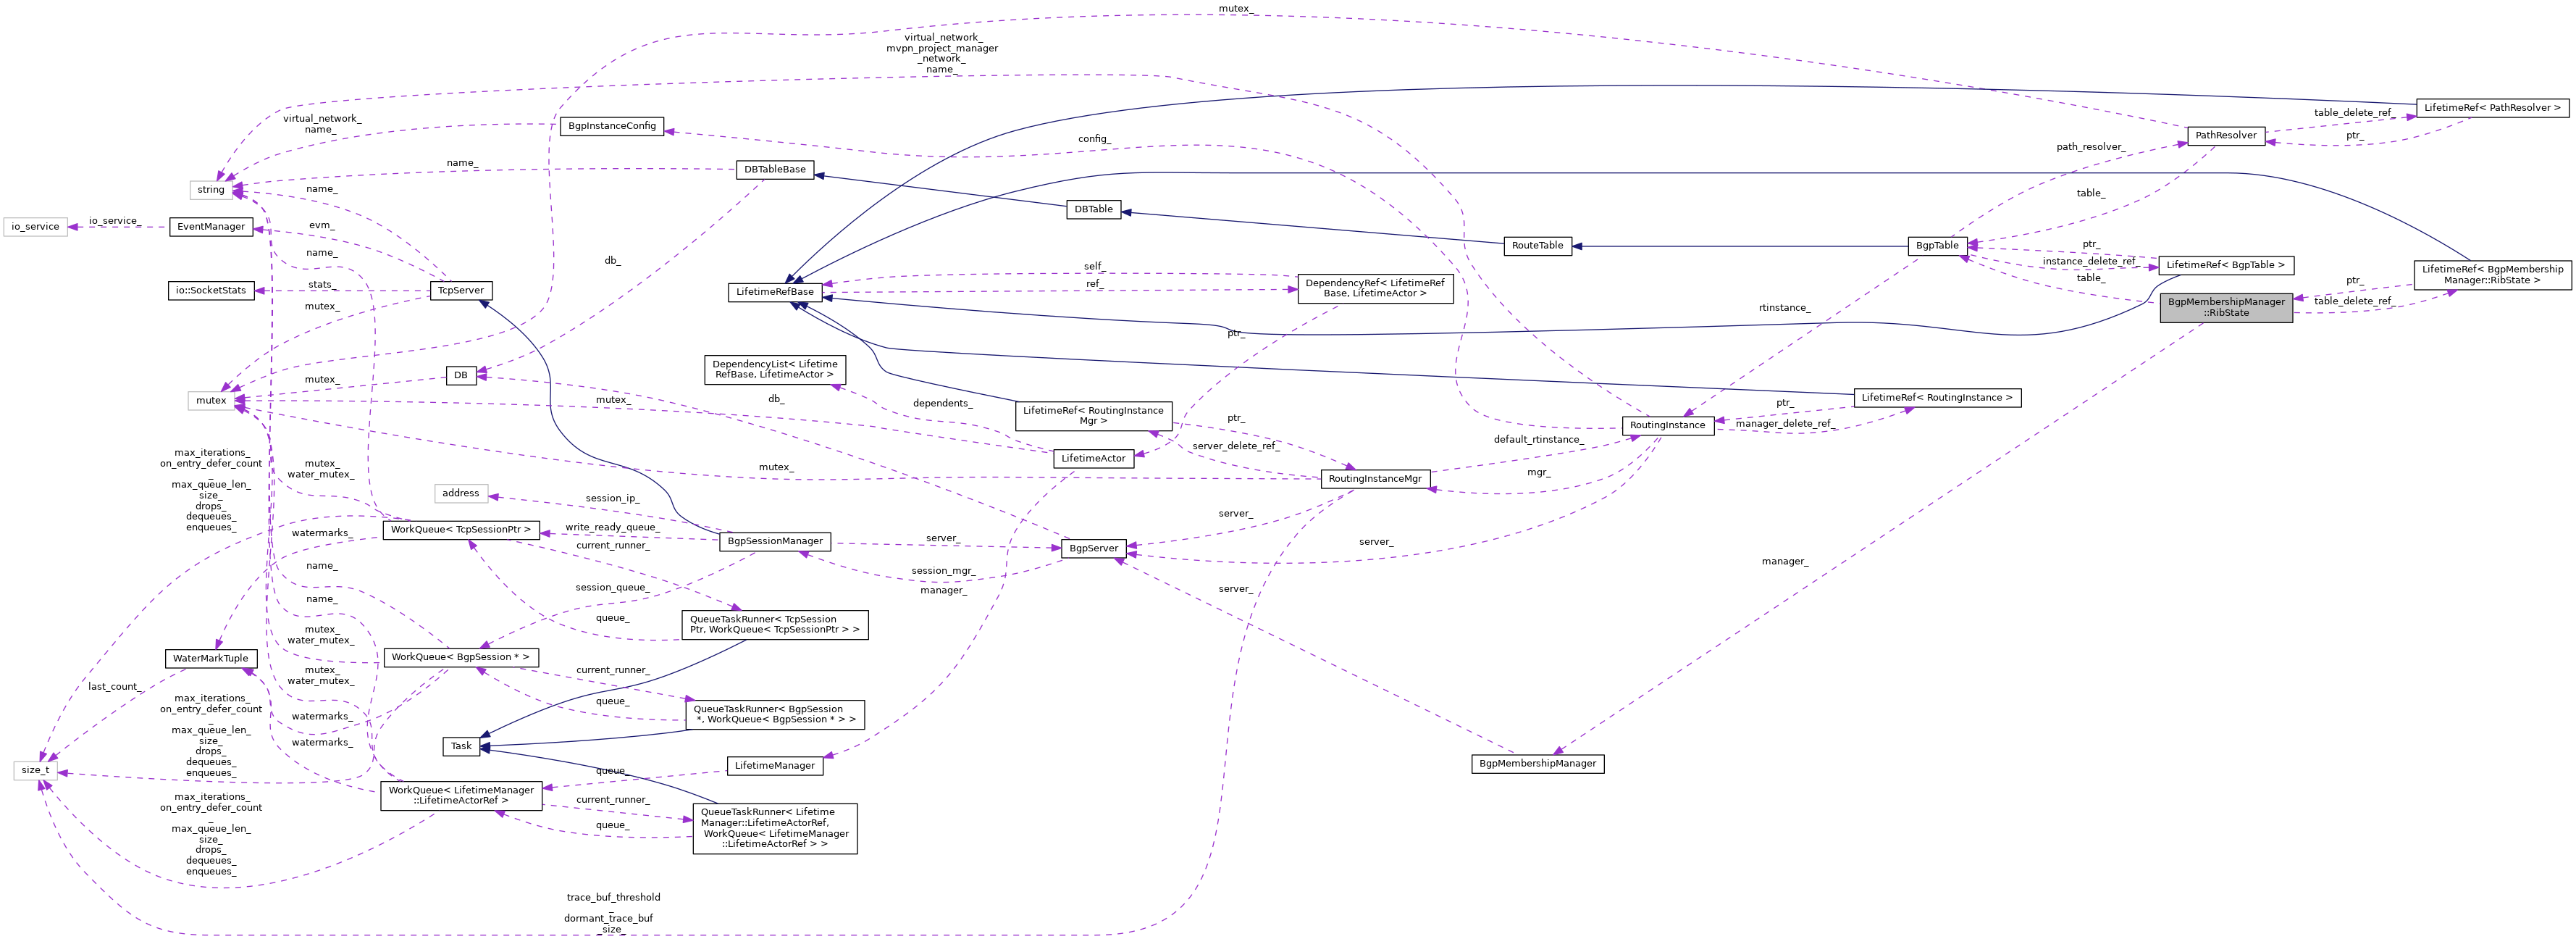 mutex_
virtual_network_
mvpn_project_manager
_network_
name_
LifetimeRef< PathResolver >
table_delete_ref_
virtual_network_
name_
BgpInstanceConfig
PathResolver
ptr_
config_
path_resolver_
name_
DBTableBase
string
name_
table_
DBTable
io_service
io_service_
EventManager
evm_
RouteTable
BgpTable
ptr_
name_
db_
instance_delete_ref_
LifetimeRef< BgpTable >
self_
table_
LifetimeRef< BgpMembership
Manager::RibState >
ptr_
io::SocketStats
stats_
TcpServer
LifetimeRefBase
ref_
DependencyRef< LifetimeRef
Base, LifetimeActor >
BgpMembershipManager
::RibState
table_delete_ref_
mutex_
rtinstance_
ptr_
DependencyList< Lifetime
RefBase, LifetimeActor >
DB
mutex_
mutex
mutex_
db_
dependents_
LifetimeRef< RoutingInstance
Mgr >
ptr_
LifetimeRef< RoutingInstance >
ptr_
manager_delete_ref_
RoutingInstance
default_rtinstance_
server_delete_ref_
LifetimeActor
mutex_
RoutingInstanceMgr
mgr_
max_iterations_
on_entry_defer_count
_
max_queue_len_
size_
drops_
dequeues_
enqueues_
mutex_
water_mutex_
address
session_ip_
server_
WorkQueue< TcpSessionPtr >
write_ready_queue_
watermarks_
current_runner_
BgpSessionManager
server_
BgpServer
server_
manager_
name_
session_mgr_
session_queue_
manager_
server_
name_
queue_
QueueTaskRunner< TcpSession
Ptr, WorkQueue< TcpSessionPtr > >
mutex_
water_mutex_
WaterMarkTuple
WorkQueue< BgpSession * >
mutex_
water_mutex_
current_runner_
last_count_
max_iterations_
on_entry_defer_count
_
max_queue_len_
size_
drops_
dequeues_
enqueues_
queue_
QueueTaskRunner< BgpSession
*, WorkQueue< BgpSession * > >
watermarks_
watermarks_
Task
size_t
queue_
LifetimeManager
BgpMembershipManager
WorkQueue< LifetimeManager
::LifetimeActorRef >
current_runner_
max_iterations_
on_entry_defer_count
_
max_queue_len_
size_
drops_
dequeues_
enqueues_
queue_
QueueTaskRunner< Lifetime
Manager::LifetimeActorRef,
WorkQueue< LifetimeManager
::LifetimeActorRef > >
trace_buf_threshold
_
dormant_trace_buf
_size_